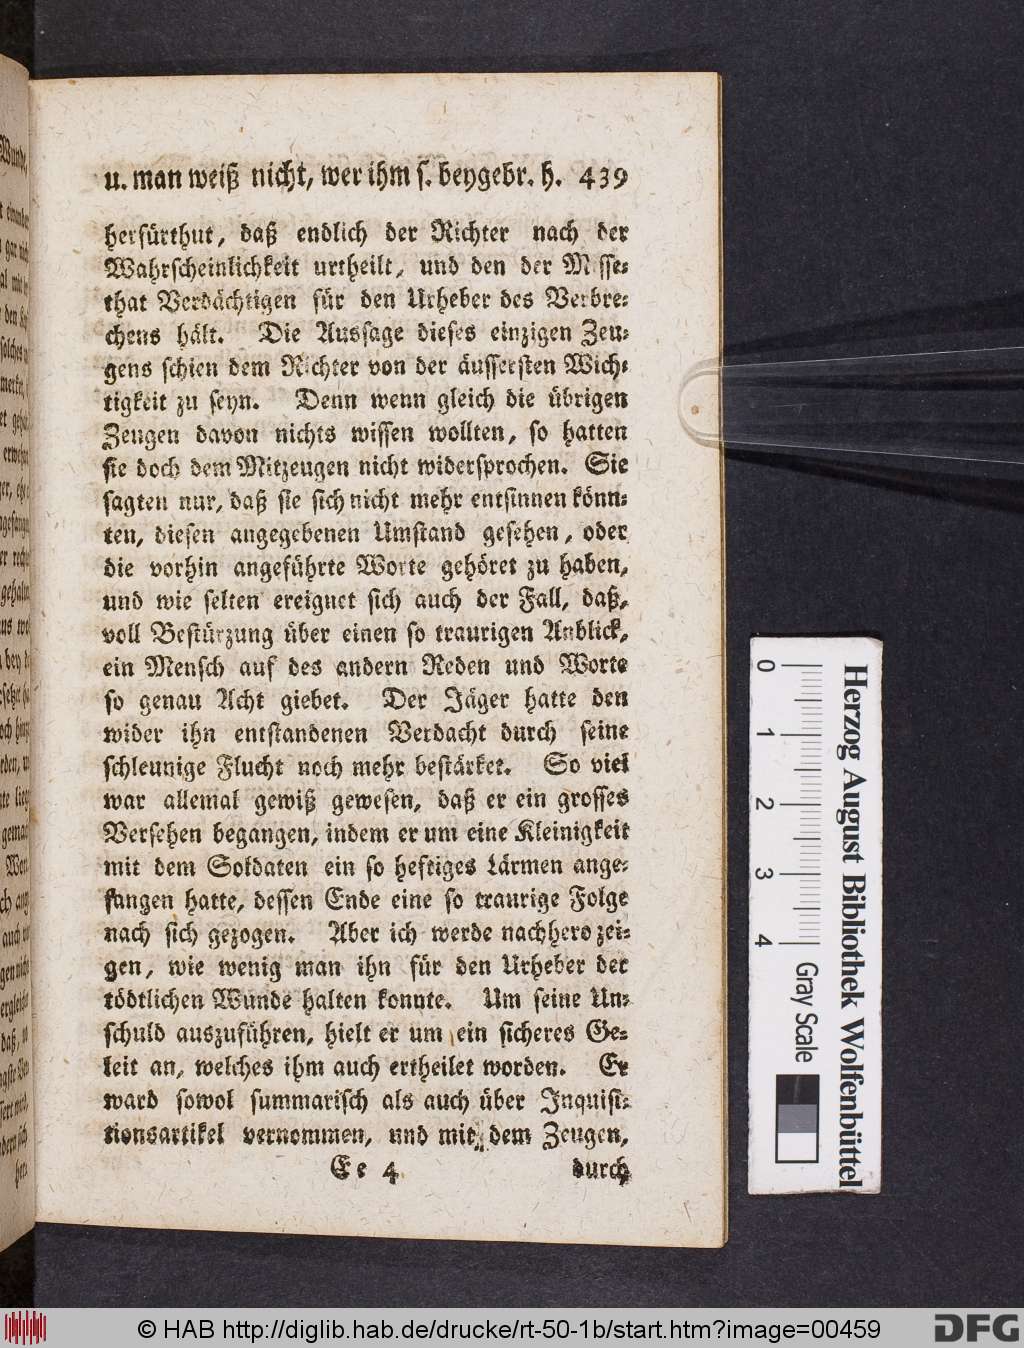 u. man weiß nicht, wer ihm s. beygebr. h. 439
herfürthut, daß endlich der Richter nach der
Wahrscheinlichkeit urtheilt, und den der Misse-
that Verdächtigen für den Urheber des Verbre-
chens hält. Die Aussage dieses einzigen Zeu-
gens schien dem Richter von der äussersten Wich-
tigkeit zu seyn. Denn wenn gleich die übrigen
Zeugen davon nichts wissen wollten, so hatten
sie doch dem Mitzeugen nicht widersprochen. Sie
sagten nur, daß sie sich nicht mehr entsinnen könn-
ten, diesen angegebenen Umstand gesehen, oder
die vorhin angeführte Worte gehöret zu haben,
und wie selten ereignet sich auch der Fall, daß,
voll Bestürzung über einen so traurigen Anblick,
ein Mensch auf des andern Reden und Worte
so genau Acht giebet. Der Jäger hatte den
wider ihn entstandenen Verdacht durch seine
schleunige Flucht noch mehr bestärket. So viel
war allemal gewiß gewesen, daß er ein grosses
Versehen begangen, indem er um eine Kleinigkeit
mit dem Soldaten ein so heftiges Lärmen ange-
fangen hatte, dessen Ende eine so traurige Folge
nach sich gezogen. Aber ich werde nachhero zei-
gen, wie wenig man ihn für den Urheber der
tödtlichen Wunde halten konnte. Um seine Un-
schuld auszuführen, hielt er um ein sicheres Ge-
leit an, welches ihm auch ertheilet worden. Er
ward sowol summarisch als auch über Inquisi-
tionsartikel vernommen, und mit dem Zeugen,
Ee 4 durch
0 1 2 3 4 Gray Scale
Herzog August Bibliothek Wolfenbüttel
© HAB http://diglib.hab.de/drucke/rt-50-1b/start.htm?image=00459
DFG